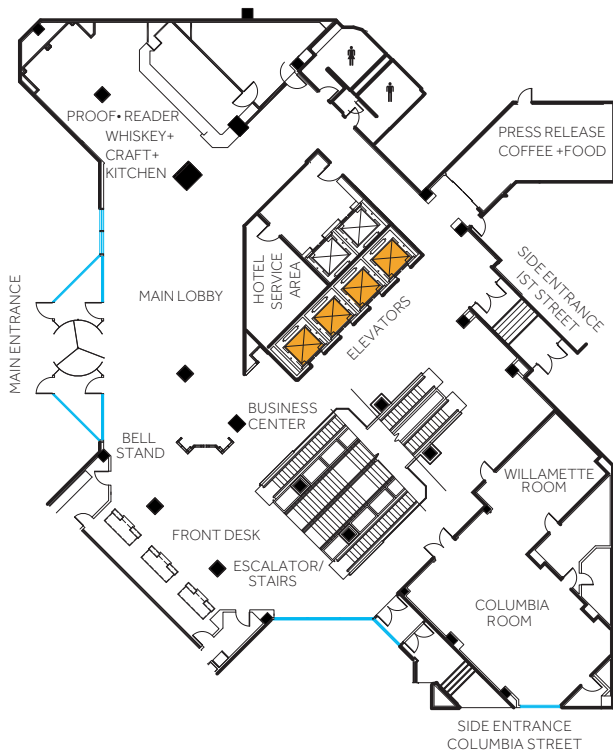 PROOF•READER
WHISKEY+
CRAFT+
KITCHEN
PRESS RELEASE
COFFEE +FOOD
SIDE ENTRANCE
1ST STREET
HOTEL
SERVICE
AREA
MAIN LOBBY
ELEVATORS
MAIN ENTRANCE
BUSINESS
CENTER
BELL
STAND
WILLAMETTE
ROOM
FRONT DESK
ESCALATOR/
STAIRS
COLUMBIA
ROOM
SIDE ENTRANCE
COLUMBIA STREET